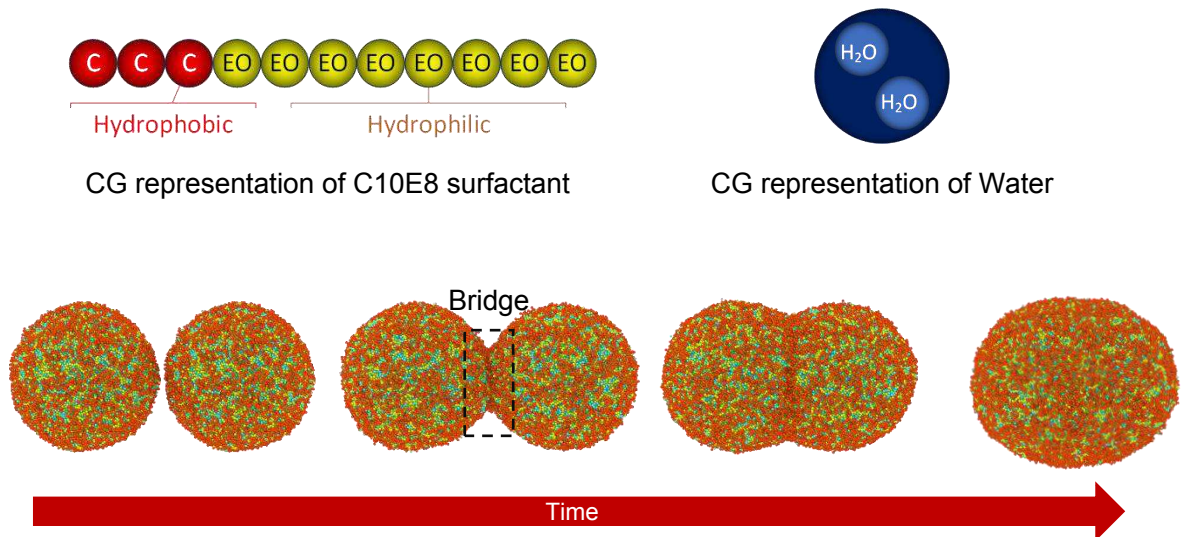 C C C EO EO EO EO EO EO EO EO
Hydrophobic Hydrophilic
CG representation of C10E8 surfactant
H₂O
H₂O
CG representation of Water
Bridge
Time